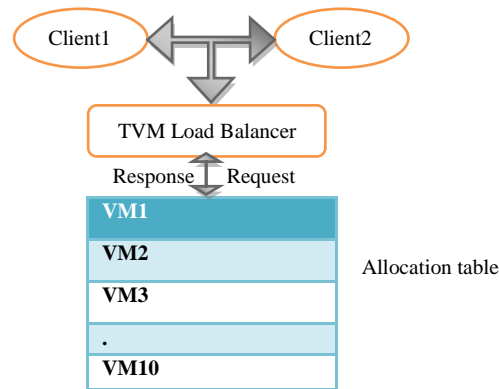 Client1
Client2
TVM Load Balancer
Response
Request
VM1
VM2
VM3
.
VM10
Allocation table